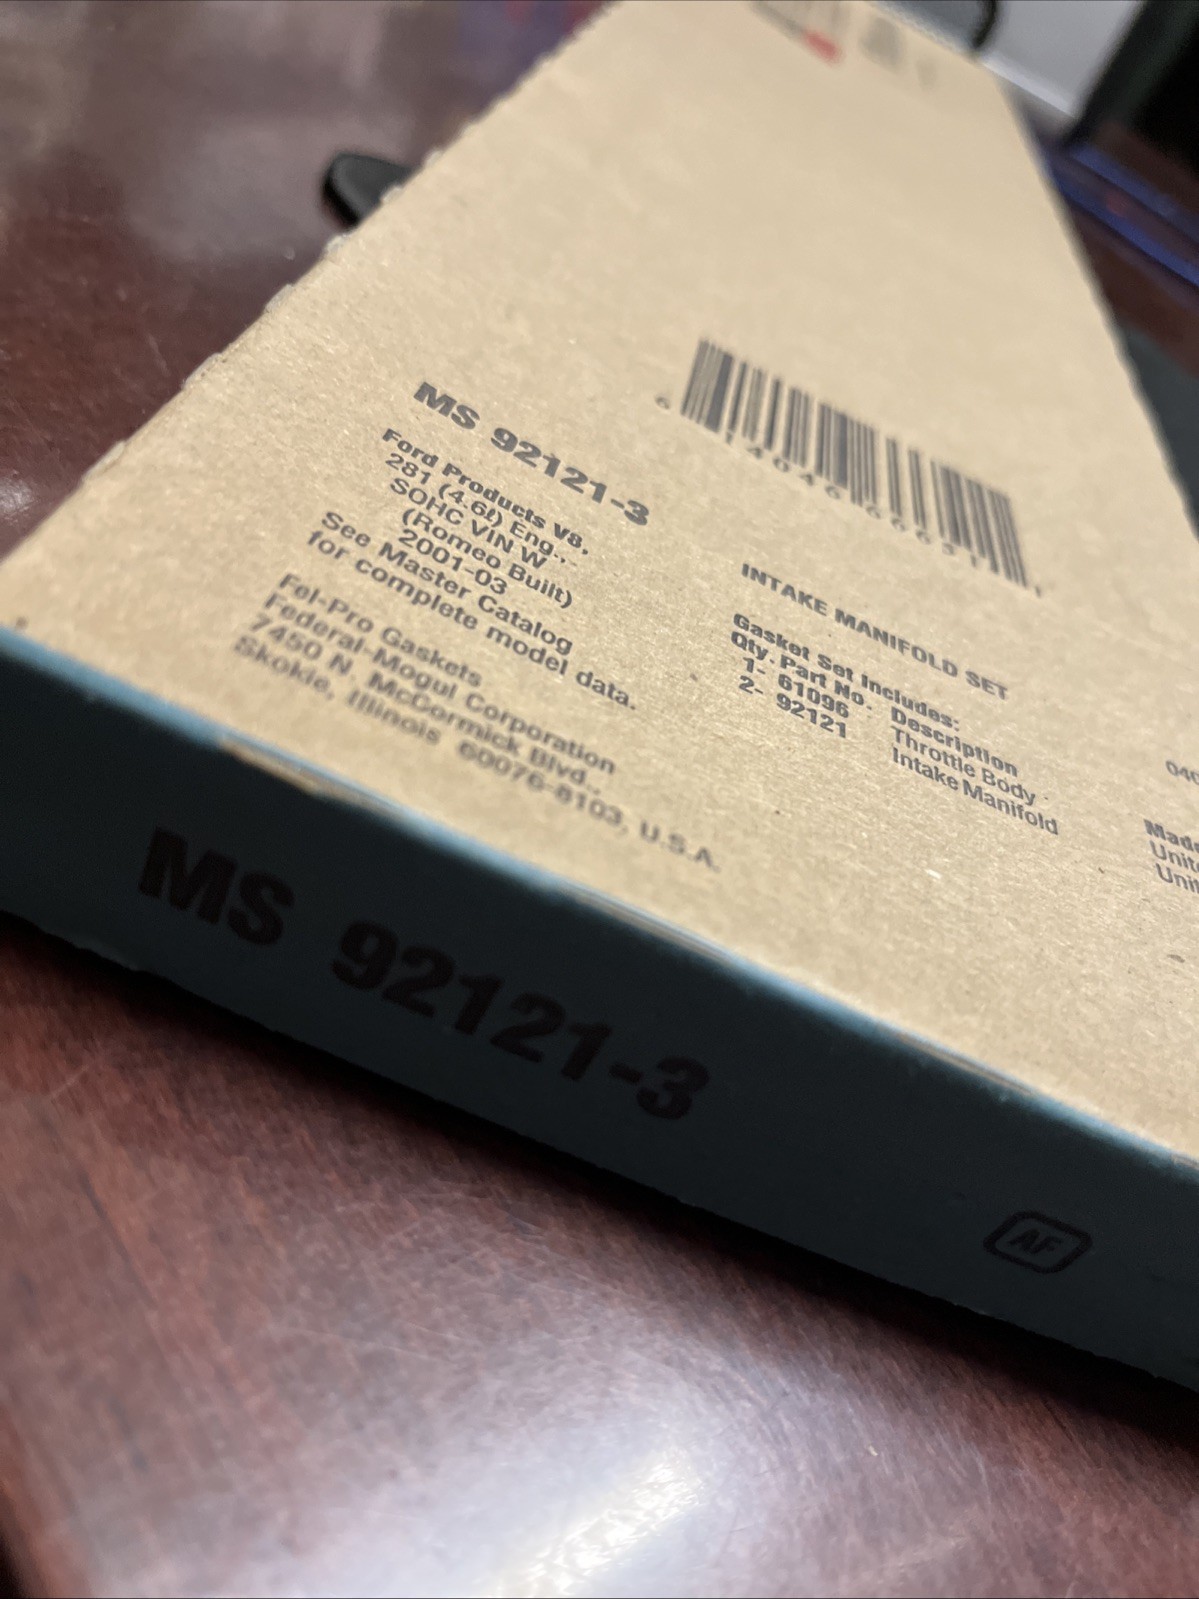 MS 92121-3
Ford Products V8,
281 (4.6ℓ) Eng.,
SOHC VIN W
(Romeo Built)
2001-03
See Master Catalog
for complete model data.
Fel-Pro Gaskets
Federal-Mogul Corporation
7450 N. McCormick Blvd.,
Skokie, Illinois 60076-8103, U.S.A.
INTAKE MANIFOLD SET
Gasket Set Includes:
Qty. Part No. Description
1- 61096 Throttle Body
2- 92121 Intake Manifold
040
Made
Unit
MS 92121-3
AF